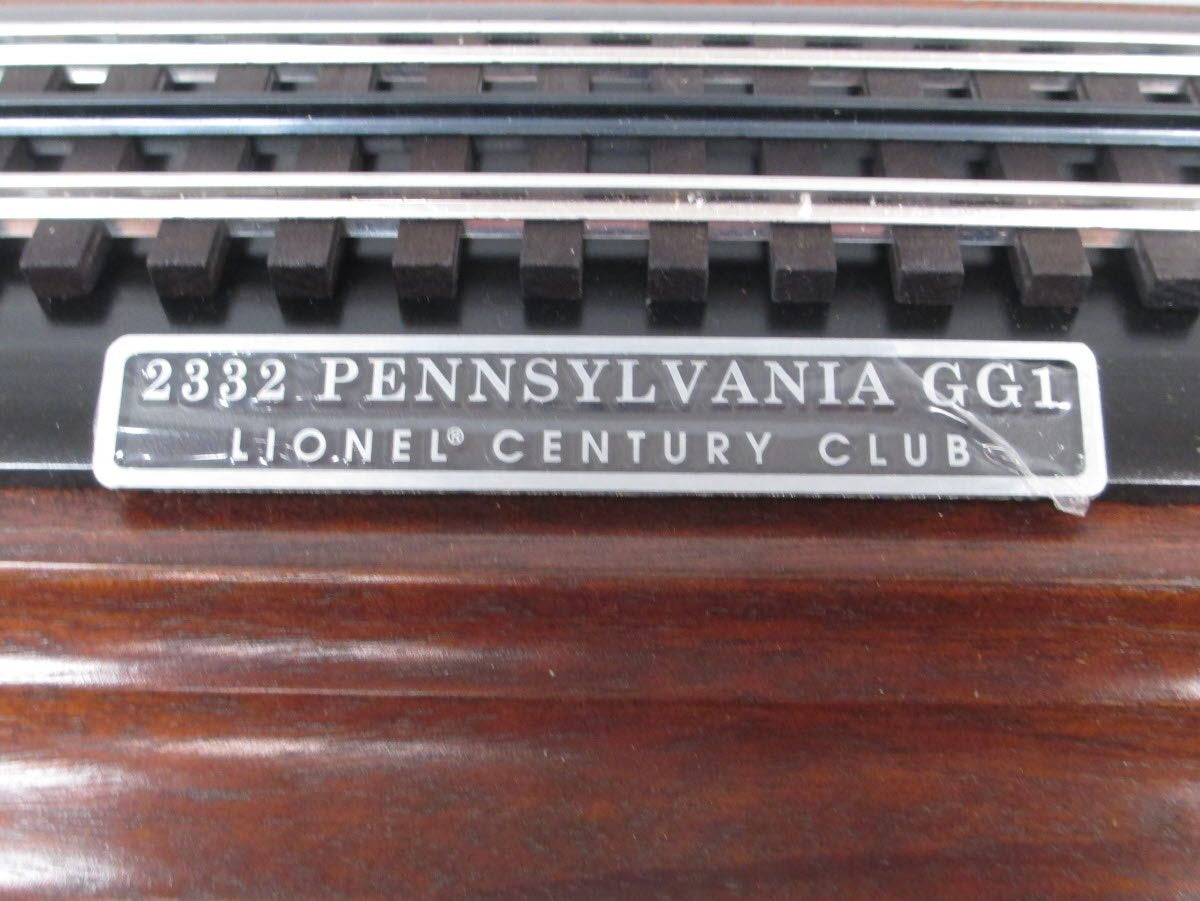 2332 PENNSYLVANIA GG1
LIONEL® CENTURY CLUB